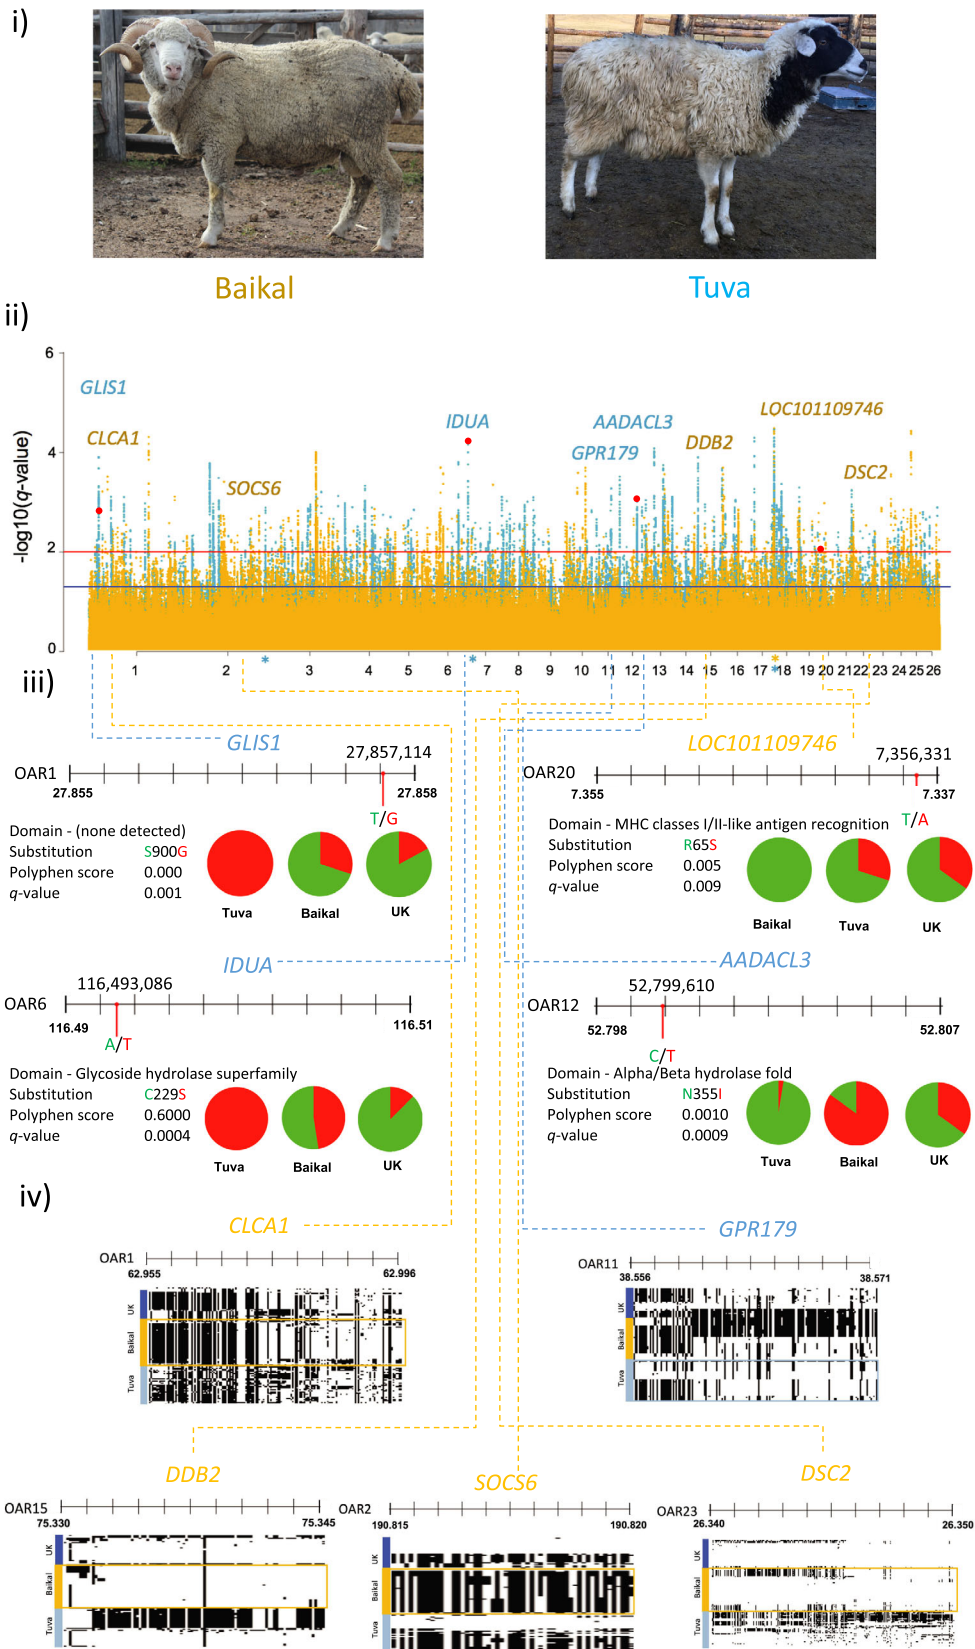 i)
Baikal
Tuva
ii)
6
4
2
0
-log10(q-value)
GLIS1
CLCA1
SOCS6
IDUA
AADACL3
GPR179
DDB2
LOC101109746
DSC2
1 2 * 3 4 5 6 * 7 8 9 10 11 12 13 14 15 16 17 * * 18 19 20 21 22 23 24 25 26
iii)
GLIS1
27,857,114
OAR1
27.855
27.858
T/G
Domain - (none detected)
Substitution S900G
Polyphen score 0.000
q-value 0.001
Tuva
Baikal
UK
LOC101109746
7,356,331
OAR20
7.355
7.337
T/A
Domain - MHC classes I/II-like antigen recognition
Substitution R65S
Polyphen score 0.005
q-value 0.009
Baikal
Tuva
UK
IDUA
116,493,086
OAR6
116.49
116.51
A/T
Domain - Glycoside hydrolase superfamily
Substitution C229S
Polyphen score 0.6000
q-value 0.0004
Tuva
Baikal
UK
AADACL3
52,799,610
OAR12
52.798
52.807
C/T
Domain - Alpha/Beta hydrolase fold
Substitution N355I
Polyphen score 0.0010
q-value 0.0009
Tuva
Baikal
UK
iv)
CLCA1
OAR1
62.955
62.996
UK
Baikal
Tuva
GPR179
OAR11
38.556
38.571
UK
Baikal
Tuva
DDB2
OAR15
75.330
75.345
UK
Baikal
Tuva
SOCS6
OAR2
190.815
190.820
UK
Baikal
Tuva
DSC2
OAR23
26.340
26.350
UK
Baikal
Tuva